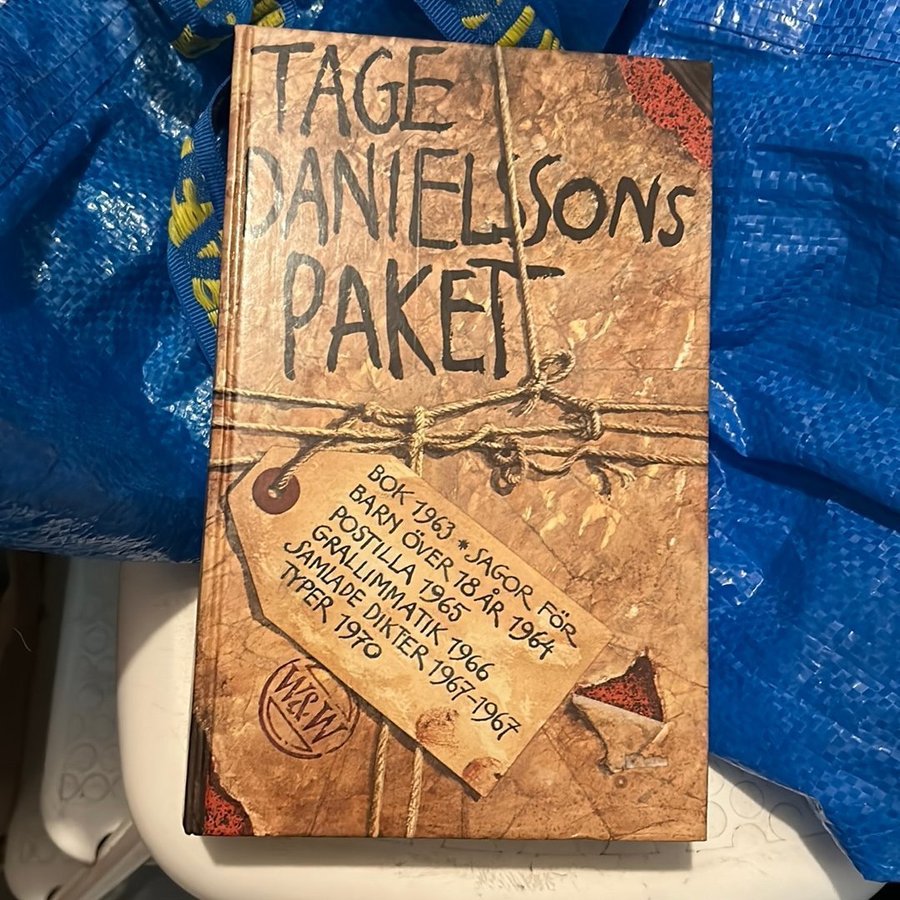 TAGE
DANIELSSONS
PAKET
BOK 1963 * SAGOR FÖR
BARN ÖVER 18 ÅR 1964
POSTILLA 1965
GRALLIMMATIK 1966
SAMLADE DIKTER 1967-1967
TYPER 1970
W&W